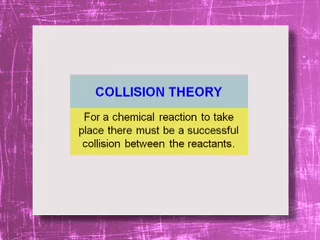 COLLISION THEORY
For a chemical reaction to take
place there must be a successful
collision between the reactants.